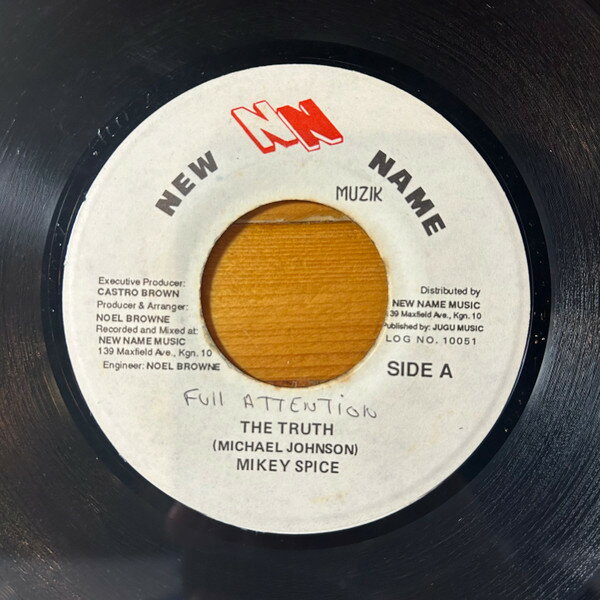 NN
NEW NAME
MUZIK
Executive Producer:
CASTRO BROWN
Producer & Arranger:
NOEL BROWNE
Recorded and Mixed at:
NEW NAME MUSIC
139 Maxfield Ave., Kgn. 10
Engineer: NOEL BROWNE
Distributed by
NEW NAME MUSIC
139 Maxfield Ave., Kgn. 10
Published by: JUGU MUSIC
LOG NO. 10051
SIDE A
Full ATTENTION
THE TRUTH
(MICHAEL JOHNSON)
MIKEY SPICE